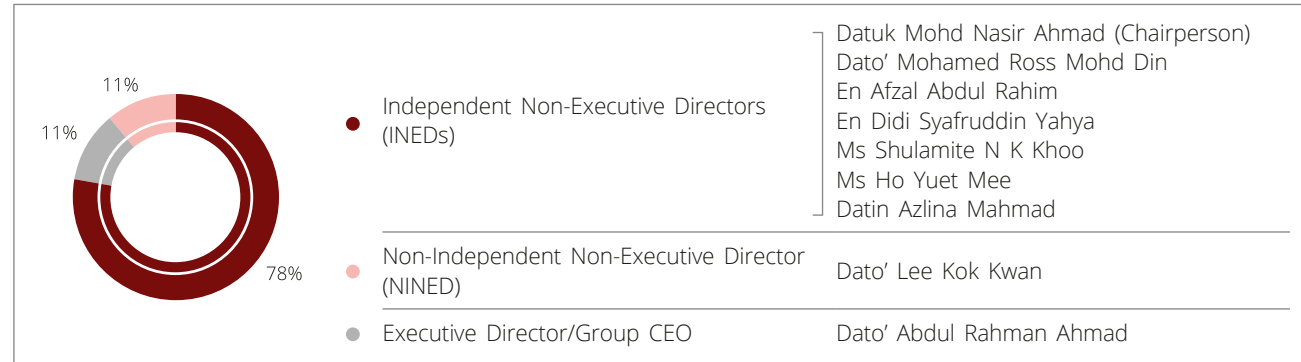 11%
11%
78%
Independent Non-Executive Directors
(INEDs)
Datuk Mohd Nasir Ahmad (Chairperson)
Dato' Mohamed Ross Mohd Din
En Afzal Abdul Rahim
En Didi Syafruddin Yahya
Ms Shulamite N K Khoo
Ms Ho Yuet Mee
Datin Azlina Mahmad
Non-Independent Non-Executive Director
(NINED)
Dato' Lee Kok Kwan
Executive Director/Group CEO
Dato' Abdul Rahman Ahmad